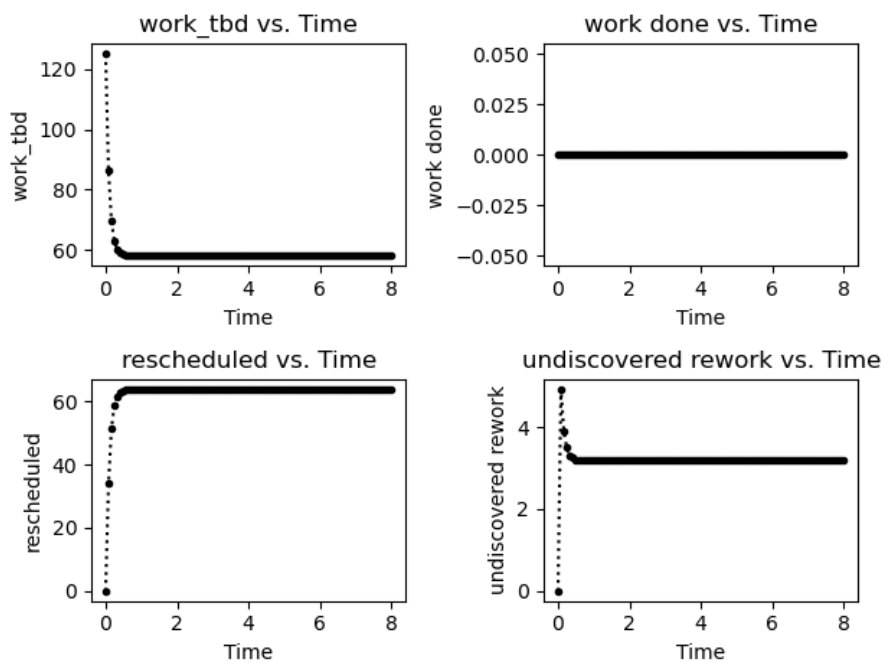 work_tbd vs. Time
120
100
80
60
work_tbd
0 2 4 6 8
Time
work done vs. Time
0.050
0.025
0.000
−0.025
−0.050
work done
0 2 4 6 8
Time
rescheduled vs. Time
60
40
20
0
rescheduled
0 2 4 6 8
Time
undiscovered rework vs. Time
4
2
0
undiscovered rework
0 2 4 6 8
Time